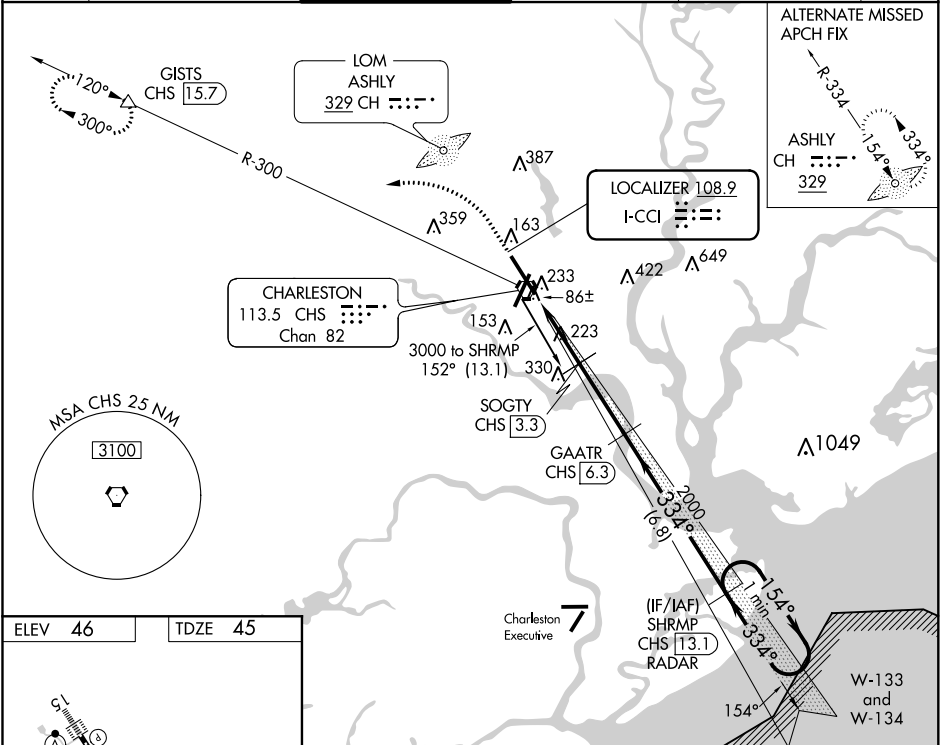 ALTERNATE MISSED
APCH FIX
R-334
154°
334°
ASHLY
CH
329
LOM
ASHLY
329 CH
GISTS
CHS 15.7
120°
300°
R-300
387
359
163
LOCALIZER 108.9
I-CCI
649
422
233
86±
CHARLESTON
113.5 CHS
Chan 82
153
223
3000 to SHRMP
152° (13.1)
330
SOGTY
CHS 3.3
GAATR
CHS 6.3
1049
MSA CHS 25 NM
3100
2000
334°
(6.8)
1 min
154°
334°
(IF/IAF)
SHRMP
CHS 13.1
RADAR
Charleston
Executive
154°
W-133
and
W-134
ELEV 46
TDZE 45
15
A
P